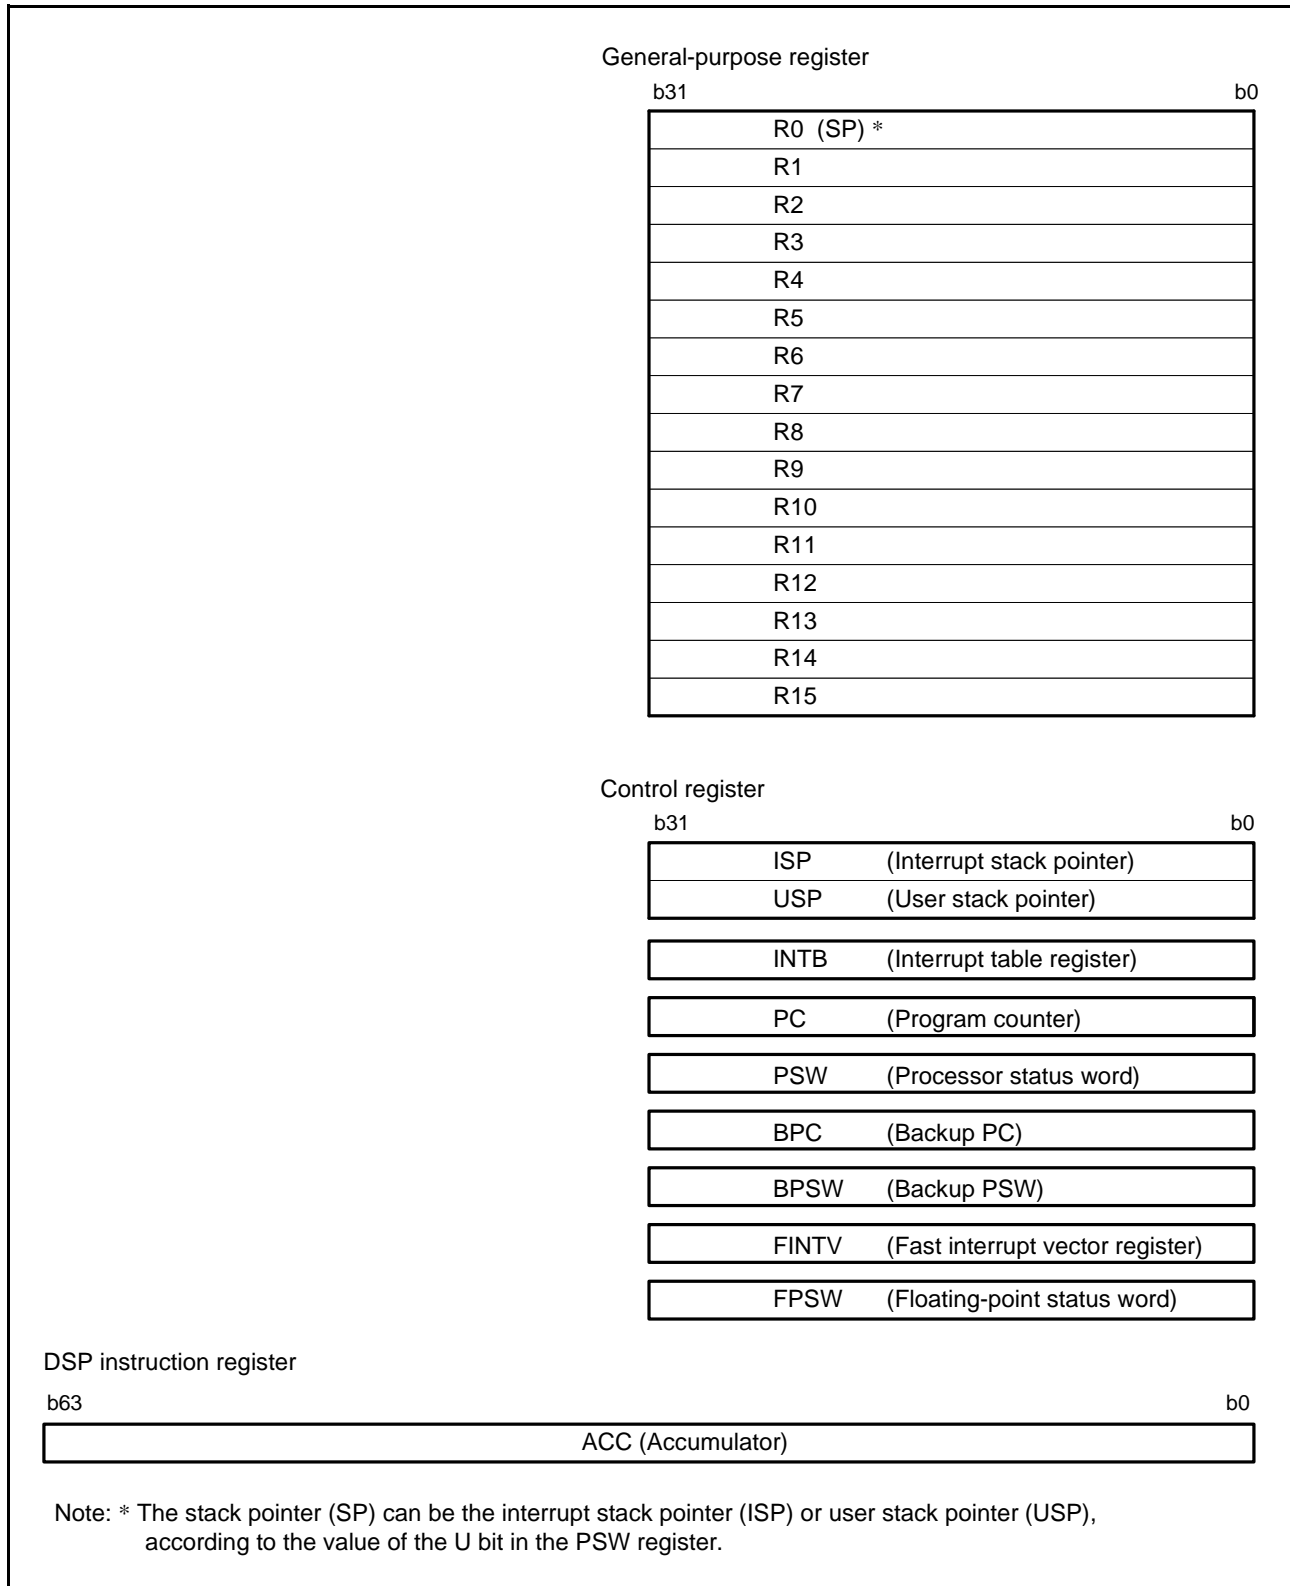 General-purpose register
b31 b0
R0 (SP) *
R1
R2
R3
R4
R5
R6
R7
R8
R9
R10
R11
R12
R13
R14
R15
Control register
b31 b0
ISP (Interrupt stack pointer)
USP (User stack pointer)
INTB (Interrupt table register)
PC (Program counter)
PSW (Processor status word)
BPC (Backup PC)
BPSW (Backup PSW)
FINTV (Fast interrupt vector register)
FPSW (Floating-point status word)
DSP instruction register
b63 b0
ACC (Accumulator)
Note: * The stack pointer (SP) can be the interrupt stack pointer (ISP) or user stack pointer (USP),
according to the value of the U bit in the PSW register.